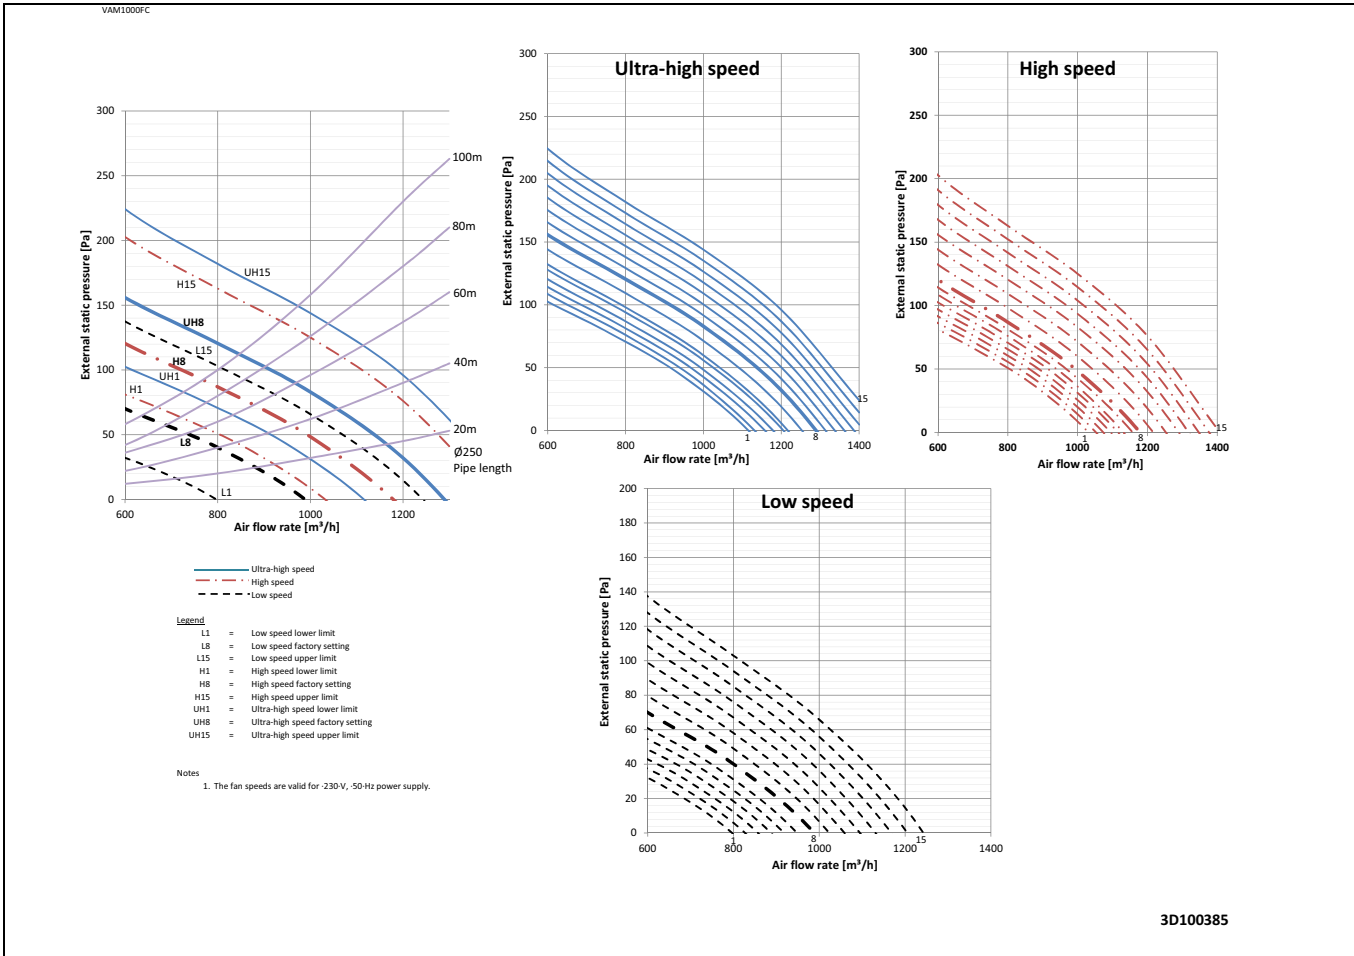 VAM1000FC
300
250
200
150
100
50
0
600
800
1000
1200
External static pressure [Pa]
Air flow rate [m³/h]
100m
80m
60m
40m
20m
Ø250
Pipe length
UH15
H15
UH8
L15
H8
UH1
H1
L8
L1
Ultra-high speed
300
250
200
150
100
50
0
600
800
1000
1200
1400
External static pressure [Pa]
Air flow rate [m³/h]
1
8
15
High speed
300
250
200
150
100
50
0
600
800
1000
1200
1400
External static pressure [Pa]
Air flow rate [m³/h]
1
8
15
Low speed
200
180
160
140
120
100
80
60
40
20
0
600
800
1000
1200
1400
External static pressure [Pa]
Air flow rate [m³/h]
1
8
15
Ultra-high speed
High speed
Low speed
Legend
L1 = Low speed lower limit
L8 = Low speed factory setting
L15 = Low speed upper limit
H1 = High speed lower limit
H8 = High speed factory setting
H15 = High speed upper limit
UH1 = Ultra-high speed lower limit
UH8 = Ultra-high speed factory setting
UH15 = Ultra-high speed upper limit
Notes
1. The fan speeds are valid for ·230·V, ·50·Hz power supply.
3D100385